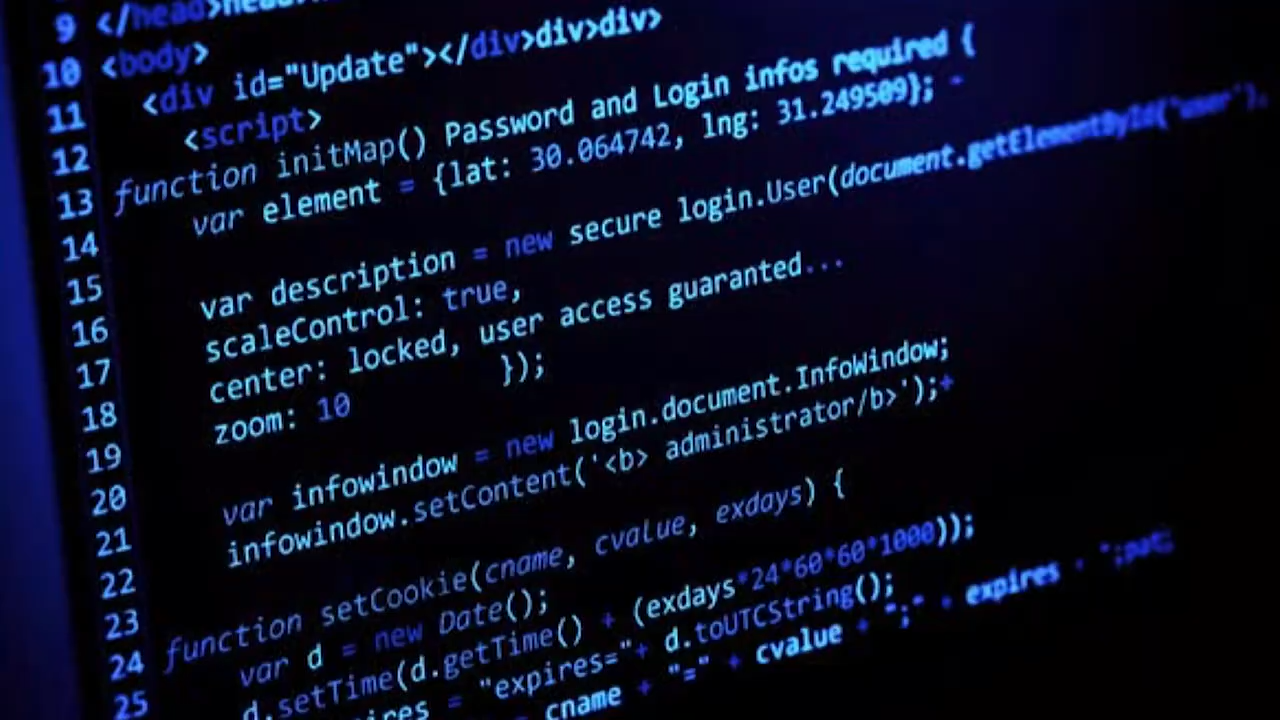 9 </head>
10 <body>
11 <div id="Update"></div>div>div>
12 <script>
13 function initMap() Password and Login infos required {
14 var element = {lat: 30.064742, lng: 31.249509}; -
15
16 var description = new secure login.User(document.getElementById('user').
17 scaleControl: true,
18 center: locked, user access guaranted...
19 zoom: 10 });
20
21 var infowindow = new login.document.InfoWindow;
22 infowindow.setContent('<b> administrator/b>');+
23
24 function setCookie(cname, cvalue, exdays) {
25 var d = new Date();
d.setTime(d.getTime() + (exdays*24*60*60*1000));
= "expires="+ d.toUTCString();
cname + "=" + cvalue + ";" + expires +